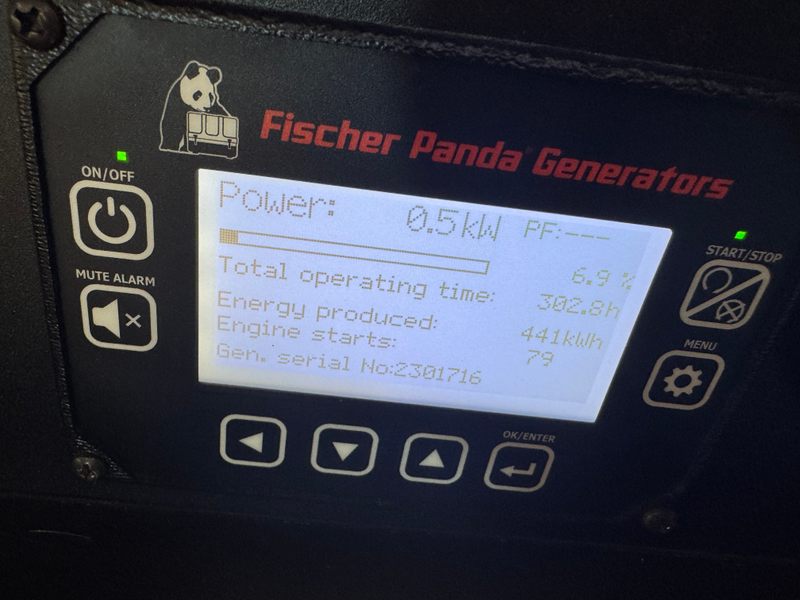 Fischer Panda Generators
ON/OFF
MUTE ALARM
Power: 0.5kW PF:---
6.9 %
Total operating time: 302.8h
Energy produced: 441kWh
Engine starts: 79
Gen. serial No:2301716
START/STOP
MENU
OK/ENTER